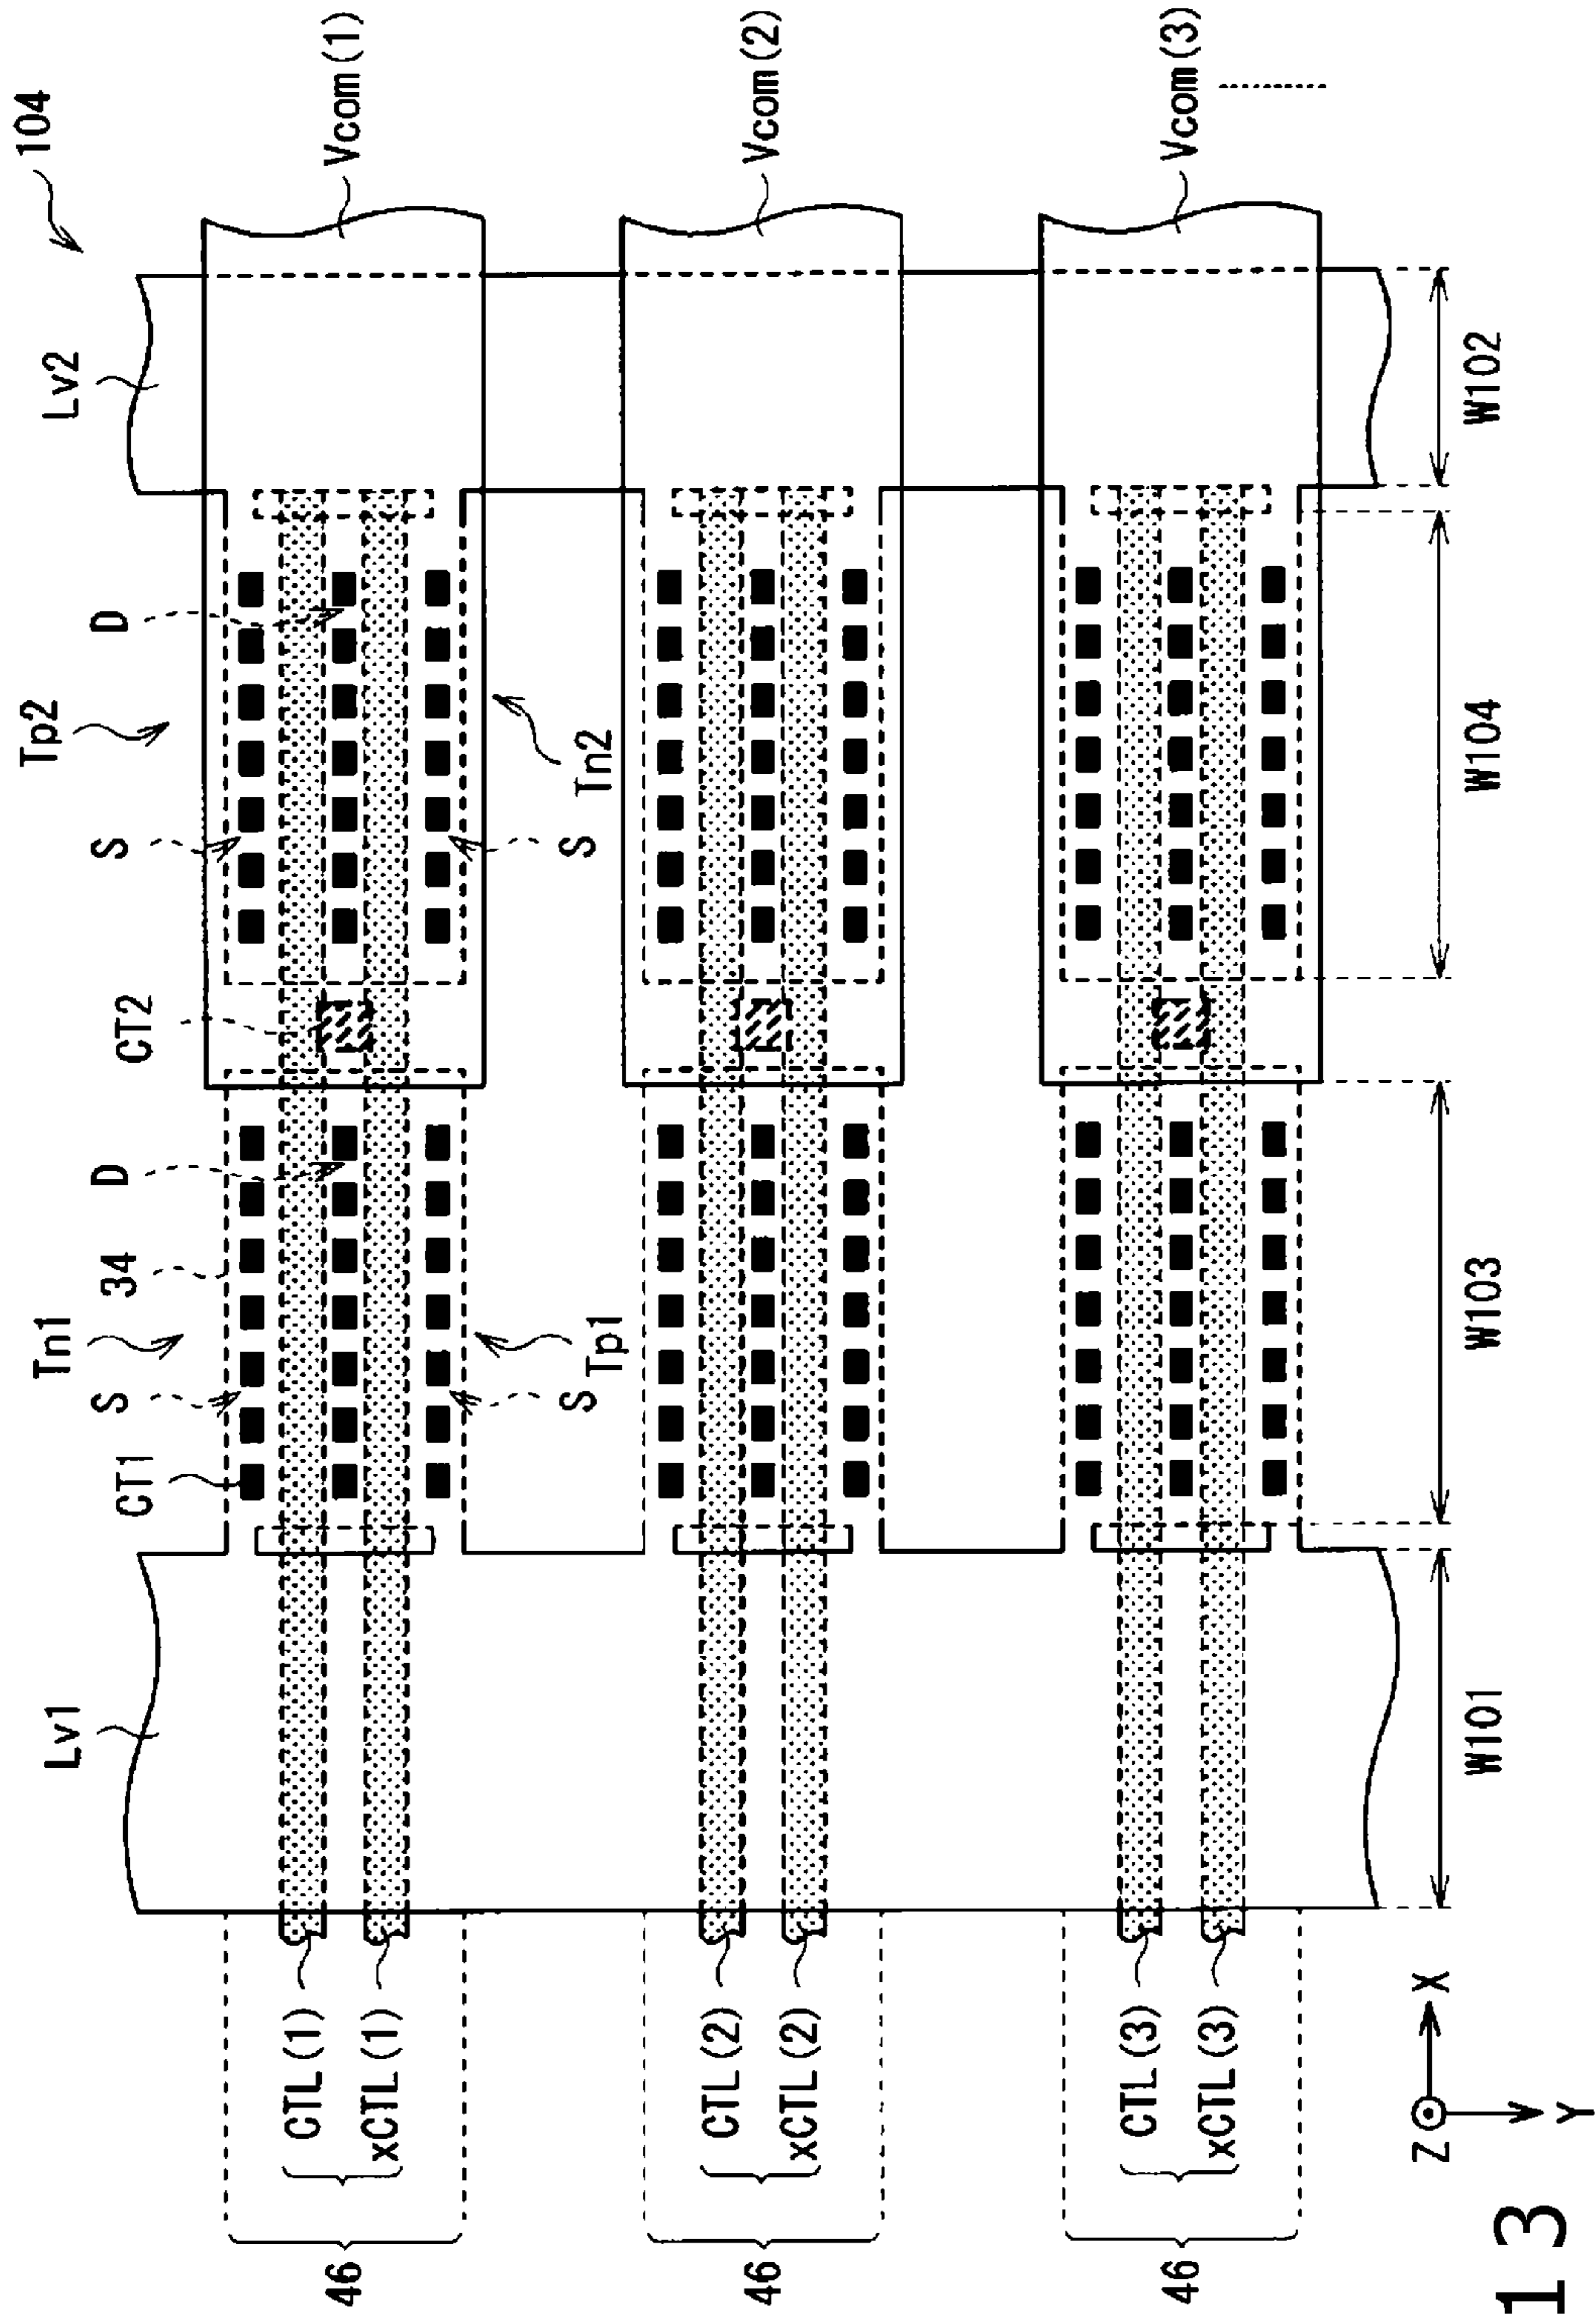 104
Lv1
CT1
S
Tn1
34
D
CT2
S
Tp2
D
Lv2
Vcom(1)
S
Tp1
S
Tn2
Vcom(2)
Vcom(3)
46
CTL(1)
xCTL(1)
46
CTL(2)
xCTL(2)
46
CTL(3)
xCTL(3)
W101
W103
W104
W102
Z
X
Y
13